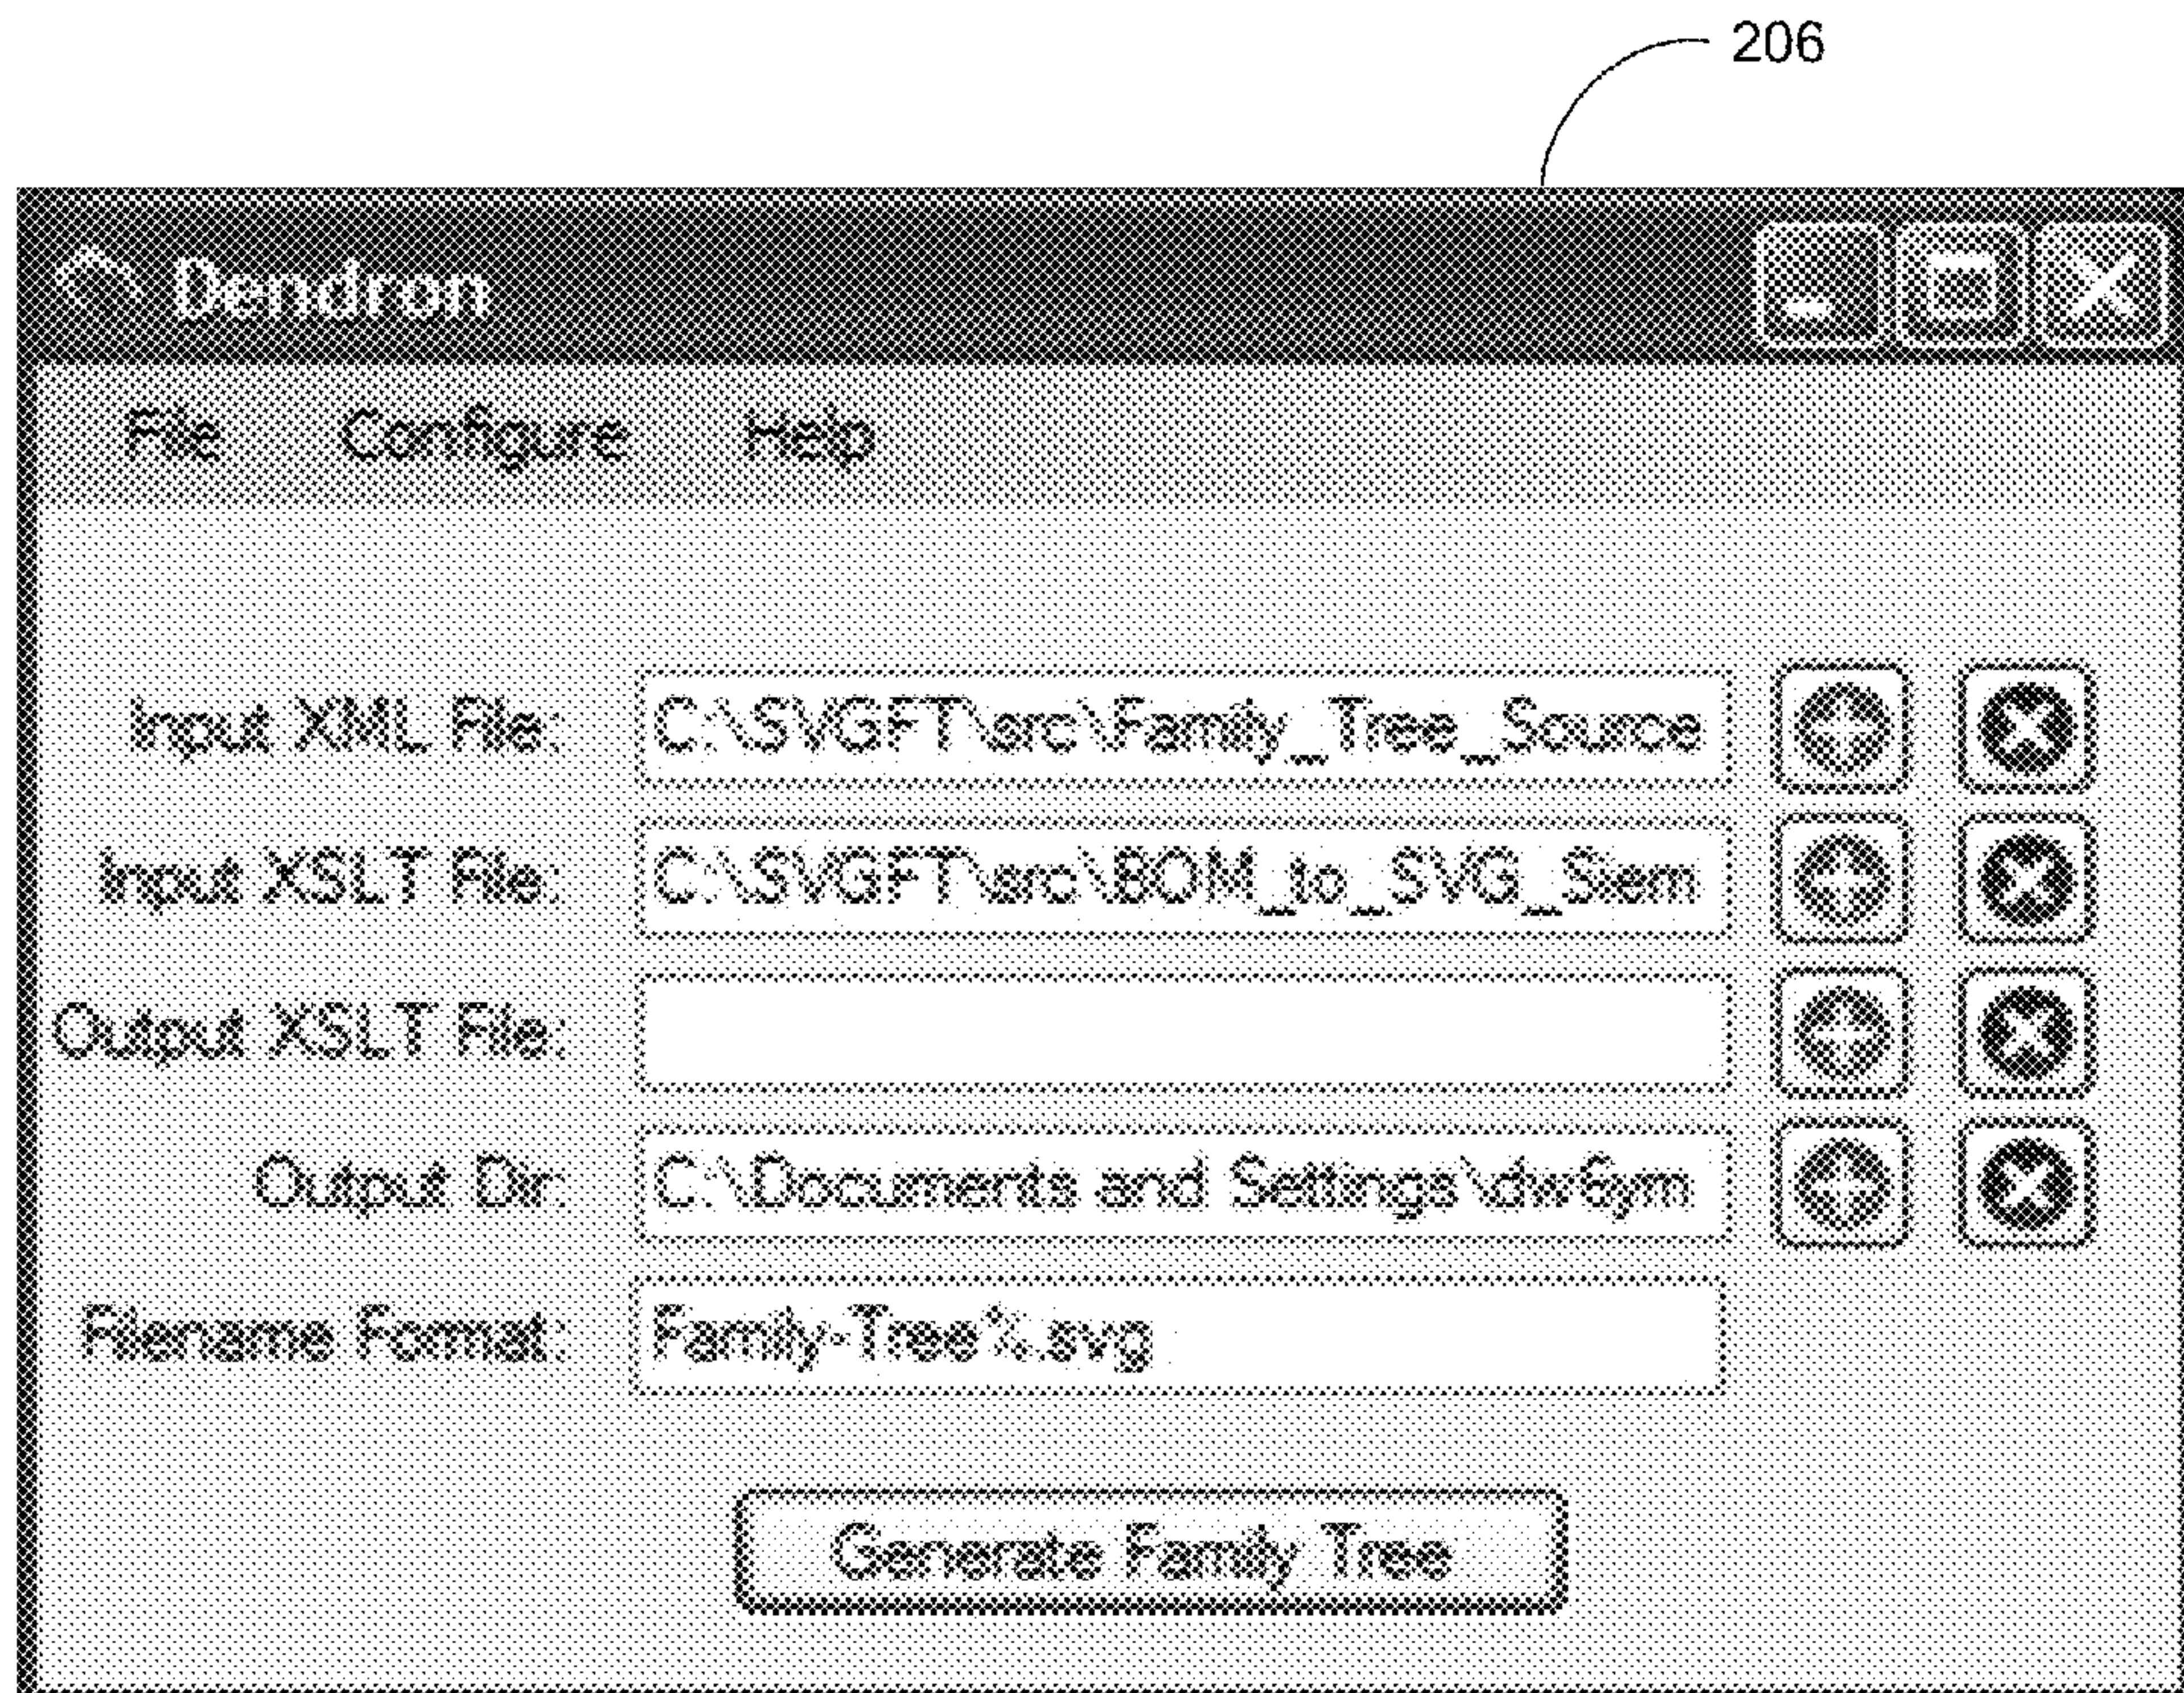 206
Dendron
File Configure Help
Input XML File: C:\SVGFT\src\Family_Tree_Source
Input XSLT File: C:\SVGFT\src\BOM_to_SVG_Siem
Output XSLT File:
Output Dir: C:\Documents and Settings\dw6ym
Filename Format: Family-Tree%.svg
Generate Family Tree